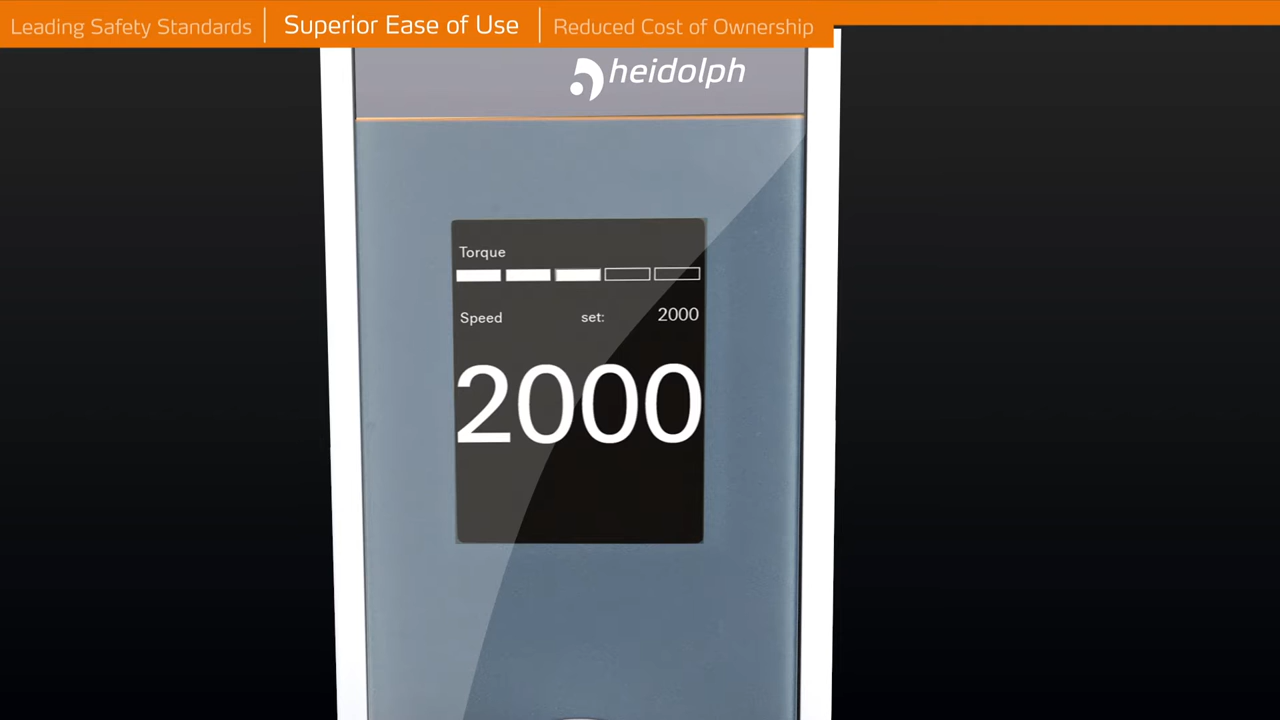 Leading Safety Standards
Superior Ease of Use
Reduced Cost of Ownership
heidolph
Torque
Speed set: 2000
2000